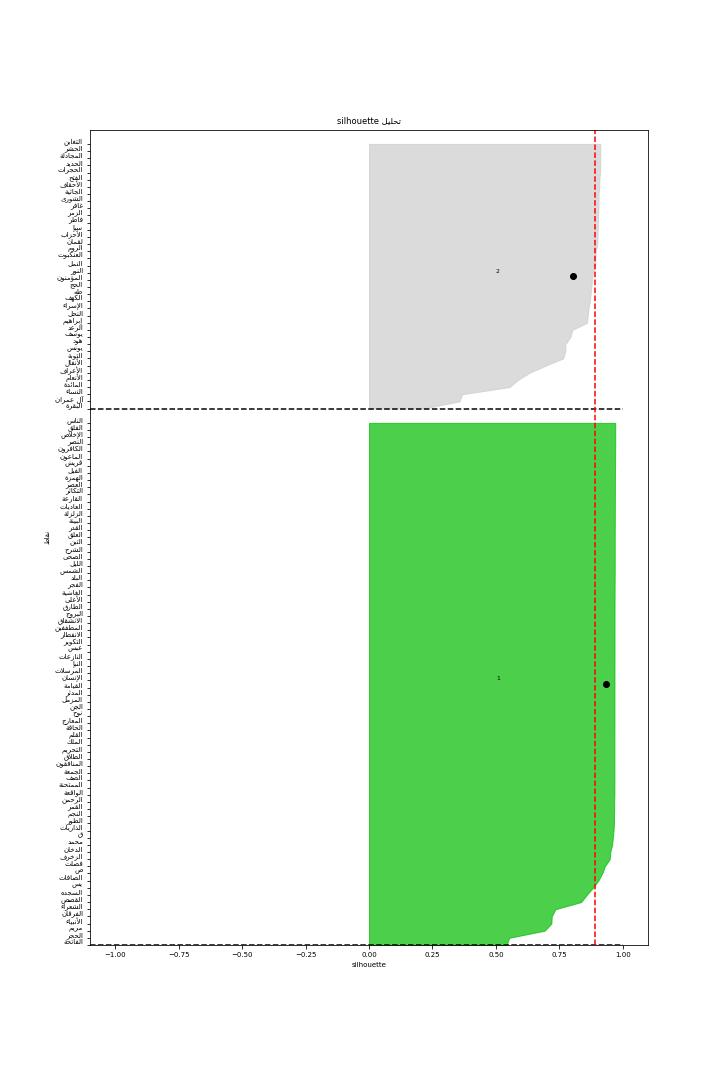 تحليل silhouette
التغابن
الحشر
المجادلة
الحديد
الحجرات
الفتح
الأحقاف
الجاثية
الشورى
غافر
الزمر
فاطر
سبإ
الأحزاب
لقمان
الروم
العنكبوت
النمل
النور
المؤمنون
الحج
طه
الكهف
الإسراء
النحل
إبراهيم
الرعد
يوسف
هود
يونس
التوبة
الأنفال
الأعراف
الأنعام
المائدة
النساء
آل عمران
البقرة
الناس
الفلق
الإخلاص
النصر
الكافرون
الماعون
قريش
الفيل
الهمزة
العصر
التكاثر
القارعة
العاديات
الزلزلة
البينة
القدر
العلق
التين
الشرح
الضحى
الليل
الشمس
البلد
الفجر
الغاشية
الأعلى
الطارق
البروج
الانشقاق
المطففين
الانفطار
التكوير
عبس
النازعات
النبأ
المرسلات
الإنسان
القيامة
المدثر
المزمل
الجن
نوح
المعارج
الحاقة
القلم
الملك
التحريم
الطلاق
المنافقون
الجمعة
الصف
الممتحنة
الواقعة
الرحمن
القمر
النجم
الطور
الذاريات
ق
محمد
الدخان
الزخرف
فصلت
ص
الصافات
يس
السجدة
القصص
الشعراء
الفرقان
الأنبياء
مريم
الحجر
الفاتحة
نقاط
2
1
−1.00 −0.75 −0.50 −0.25 0.00 0.25 0.50 0.75 1.00
silhouette